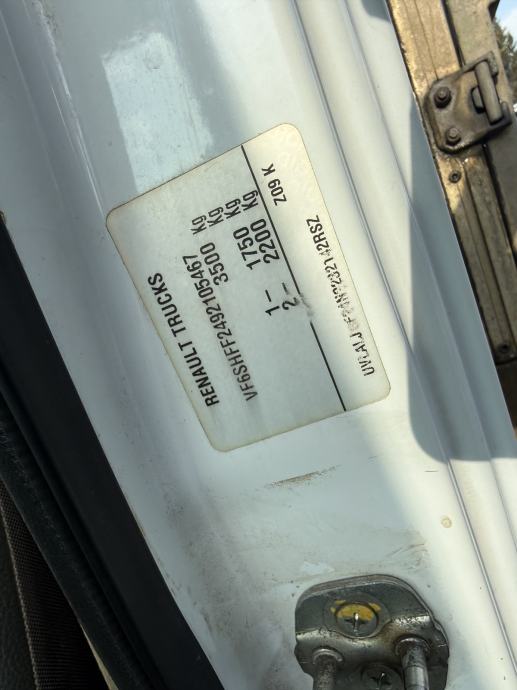 RENAULT TRUCKS
VF6SHFF2492105467
3500 Kg
Kg
1- 1750 Kg
2- 2200 Kg
Z09 K